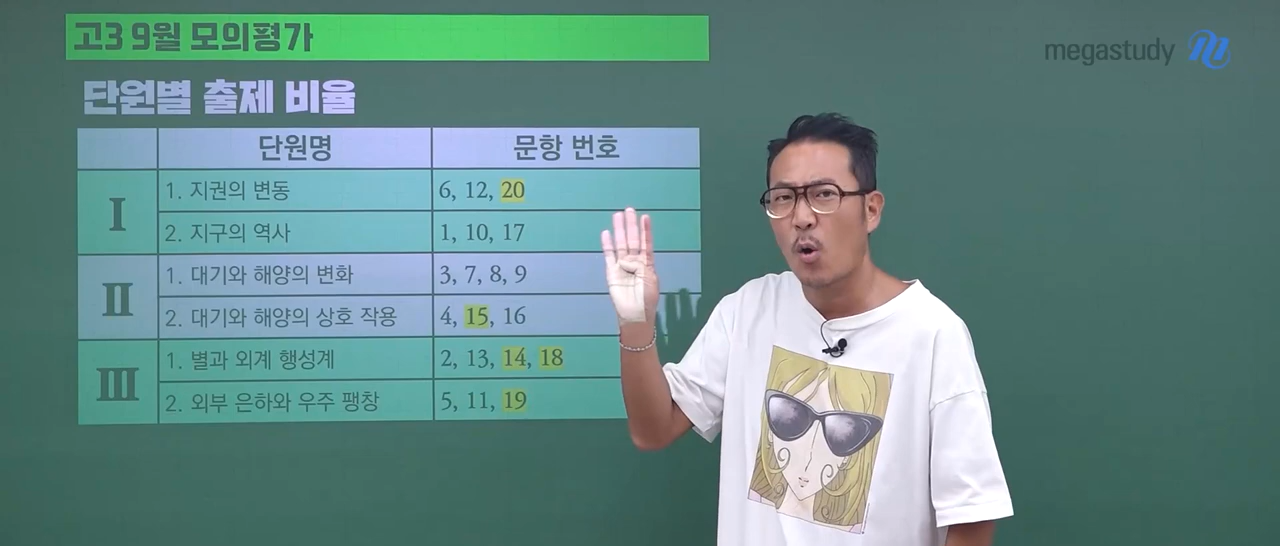 고3 9월 모의평가
megastudy
단원별 출제 비율
단원명 문항 번호
I
1. 지권의 변동 6, 12, 20
2. 지구의 역사 1, 10, 17
II
1. 대기와 해양의 변화 3, 7, 8, 9
2. 대기와 해양의 상호 작용 4, 15, 16
III
1. 별과 외계 행성계 2, 13, 14, 18
2. 외부 은하와 우주 팽창 5, 11, 19